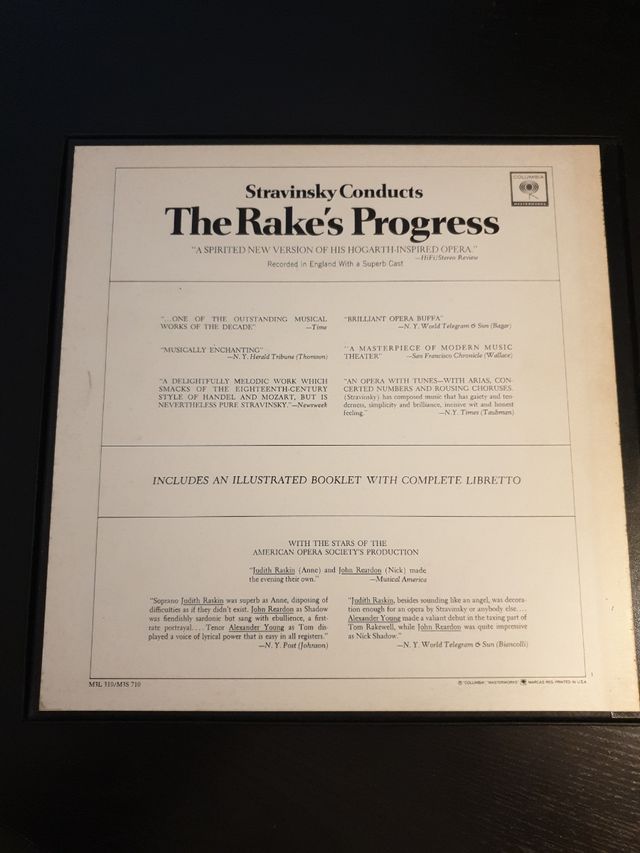 Stravinsky Conducts
The Rake's Progress
"A SPIRITED NEW VERSION OF HIS HOGARTH-INSPIRED OPERA."
—HiFi/Stereo Review
Recorded in England With a Superb Cast
COLUMBIA
MASTERWORKS
"...ONE OF THE OUTSTANDING MUSICAL
WORKS OF THE DECADE" —Time
"MUSICALLY ENCHANTING"
—N. Y. Herald Tribune (Thomson)
"A DELIGHTFULLY MELODIC WORK WHICH
SMACKS OF THE EIGHTEENTH-CENTURY
STYLE OF HANDEL AND MOZART, BUT IS
NEVERTHELESS PURE STRAVINSKY."—Newsweek
"BRILLIANT OPERA BUFFA"
—N. Y. World Telegram & Sun (Bagar)
"A MASTERPIECE OF MODERN MUSIC
THEATER" —San Francisco Chronicle (Wallace)
"AN OPERA WITH TUNES—WITH ARIAS, CON-
CERTED NUMBERS AND ROUSING CHORUSES.
(Stravinsky) has composed music that has gaiety and ten-
derness, simplicity and brilliance, incisive wit and honest
feeling." —N.Y. Times (Taubman)
INCLUDES AN ILLUSTRATED BOOKLET WITH COMPLETE LIBRETTO
WITH THE STARS OF THE
AMERICAN OPERA SOCIETY'S PRODUCTION
"Judith Raskin (Anne) and John Reardon (Nick) made
the evening their own." —Musical America
"Soprano Judith Raskin was superb as Anne, disposing of
difficulties as if they didn't exist. John Reardon as Shadow
was fiendishly sardonic but sang with ebullience, a first-
rate portrayal.... Tenor Alexander Young as Tom dis-
played a voice of lyrical power that is easy in all registers."
—N. Y. Post (Johnson)
"Judith Raskin, besides sounding like an angel, was decora-
tion enough for an opera by Stravinsky or anybody else....
Alexander Young made a valiant debut in the taxing part of
Tom Rakewell, while John Reardon was quite impressive
as Nick Shadow."
—N. Y. World Telegram & Sun (Biancolli)
M3L 310/M3S 710
® "COLUMBIA", "MASTERWORKS", MARCAS REG. PRINTED IN U.S.A.
3